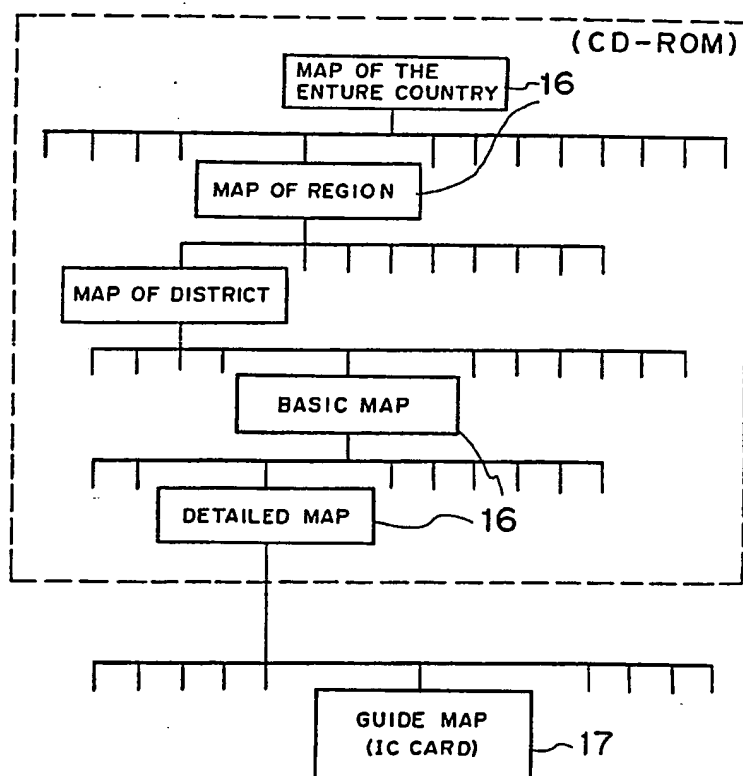 (CD-ROM)
MAP OF THE
ENTURE COUNTRY
16
MAP OF REGION
MAP OF DISTRICT
BASIC MAP
16
DETAILED MAP
GUIDE MAP
(IC CARD)
17